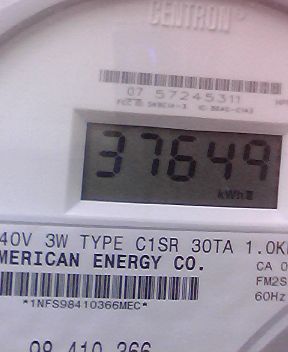 CENTRON®
07 57245311
37649
kWh
40V 3W TYPE C1SR 30TA 1.0K
MERICAN ENERGY CO.
CA 0
FM2S
60Hz
*1NFS98410366MEC*
98 410 366